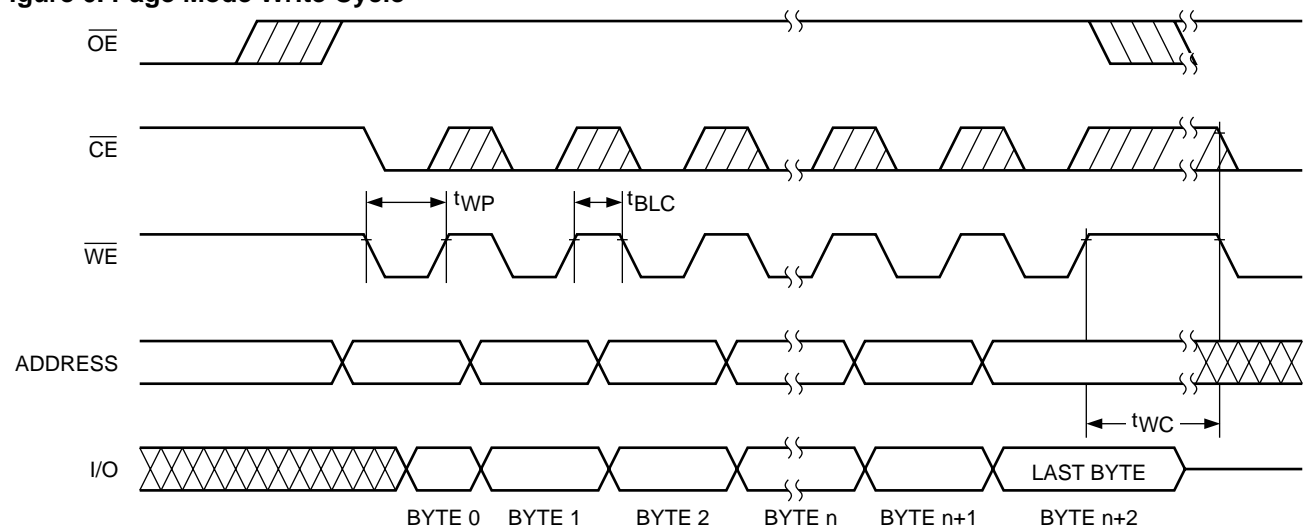 Figure 6. Page Mode Write Cycle
OE
CE
tWP
tBLC
WE
ADDRESS
tWC
I/O
LAST BYTE
BYTE 0 BYTE 1 BYTE 2 BYTE n BYTE n+1 BYTE n+2